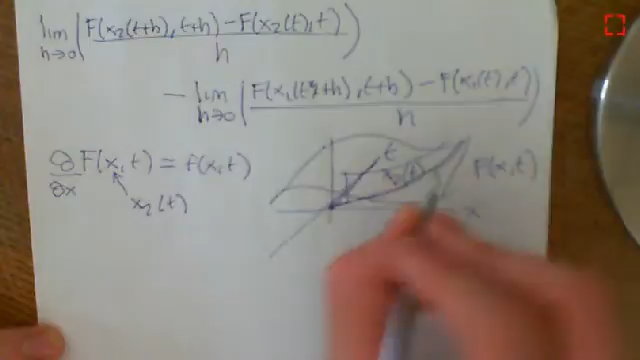 lim h→0 (F(x₂(t+h), t+h) − F(x₂(t), t) / h)
− lim h→0 (F(x₁(t+h), t+h) − F(x₁(t), t) / h)
∂/∂x F(x, t) = f(x, t)
x₂(t)
t
F(x, t)
x